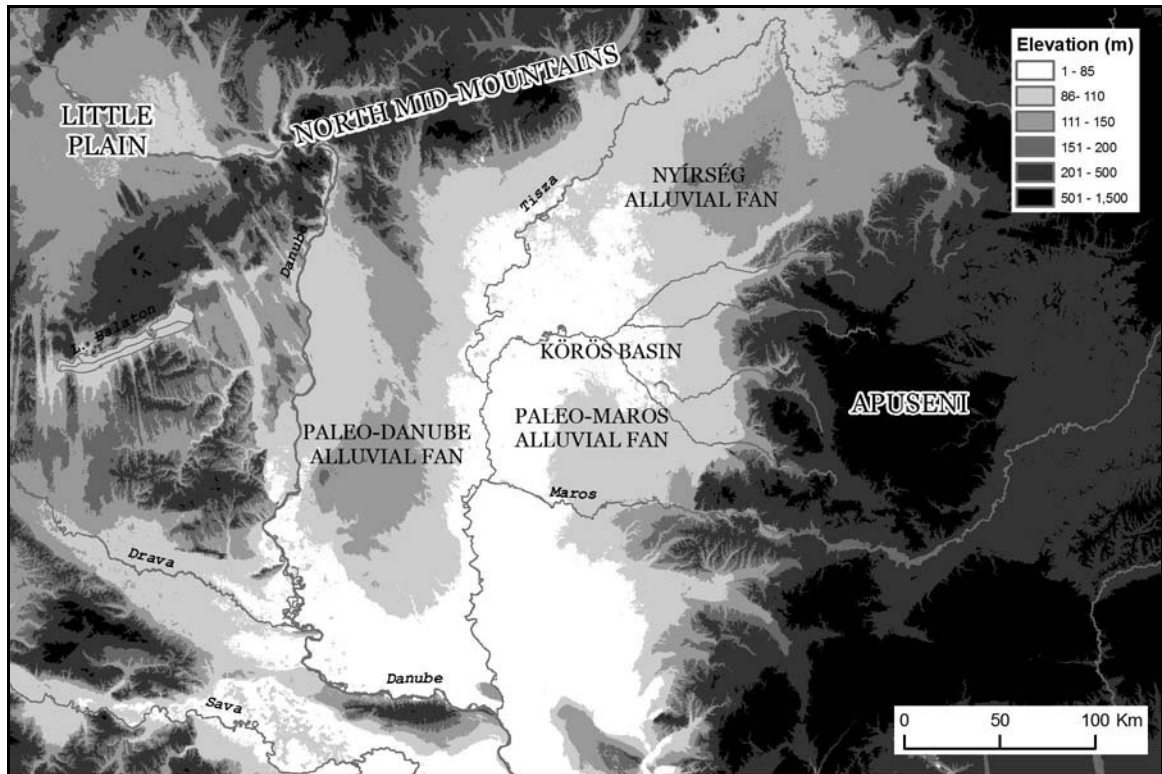 Elevation (m)
1 - 85
86- 110
111 - 150
151 - 200
201 - 500
501 - 1,500
LITTLE
PLAIN
NORTH MID-MOUNTAINS
NYÍRSÉG
ALLUVIAL FAN
Tisza
Danube
L. Balaton
KÖRÖS BASIN
PALEO-MAROS
ALLUVIAL FAN
APUSENI
PALEO-DANUBE
ALLUVIAL FAN
Maros
Drava
Danube
Sava
0 50 100 Km